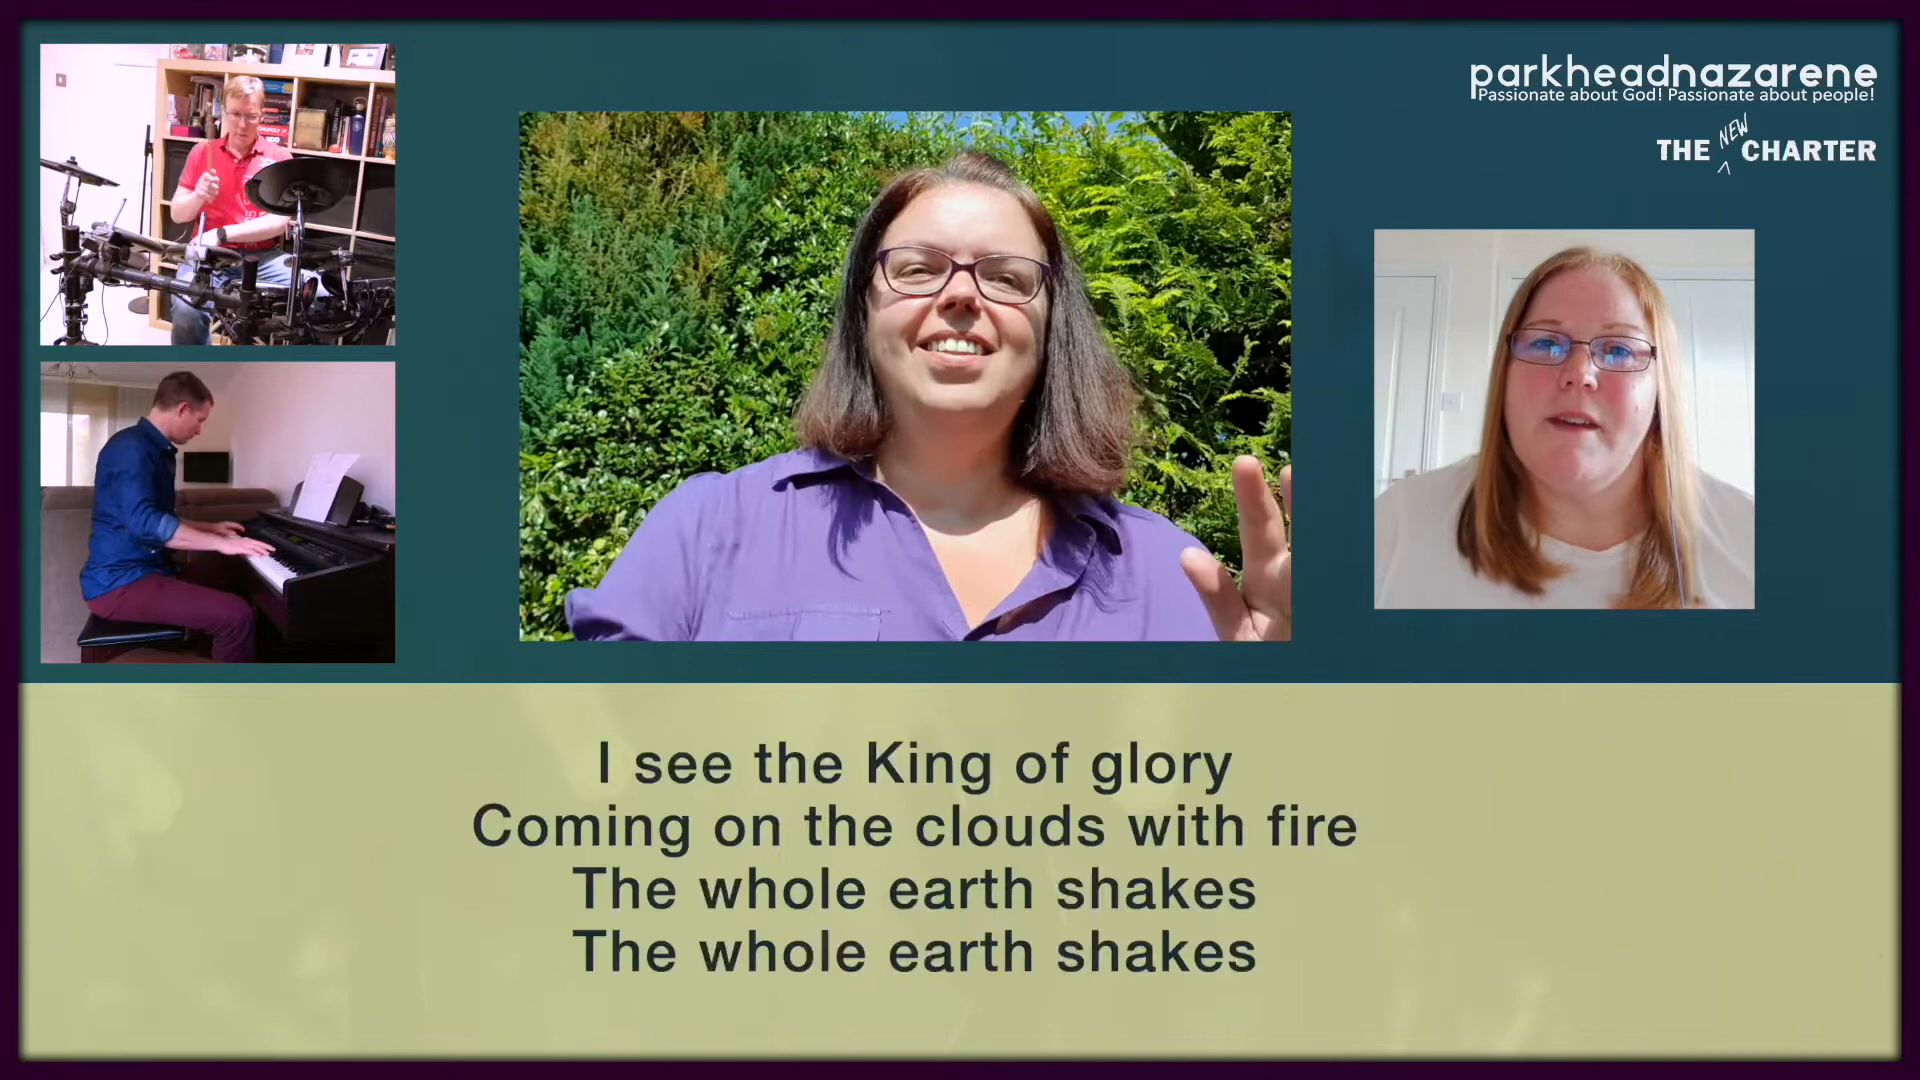 parkheadnazarene
Passionate about God! Passionate about people!
NEW
THE CHARTER
MONOPOLY
I see the King of glory
Coming on the clouds with fire
The whole earth shakes
The whole earth shakes